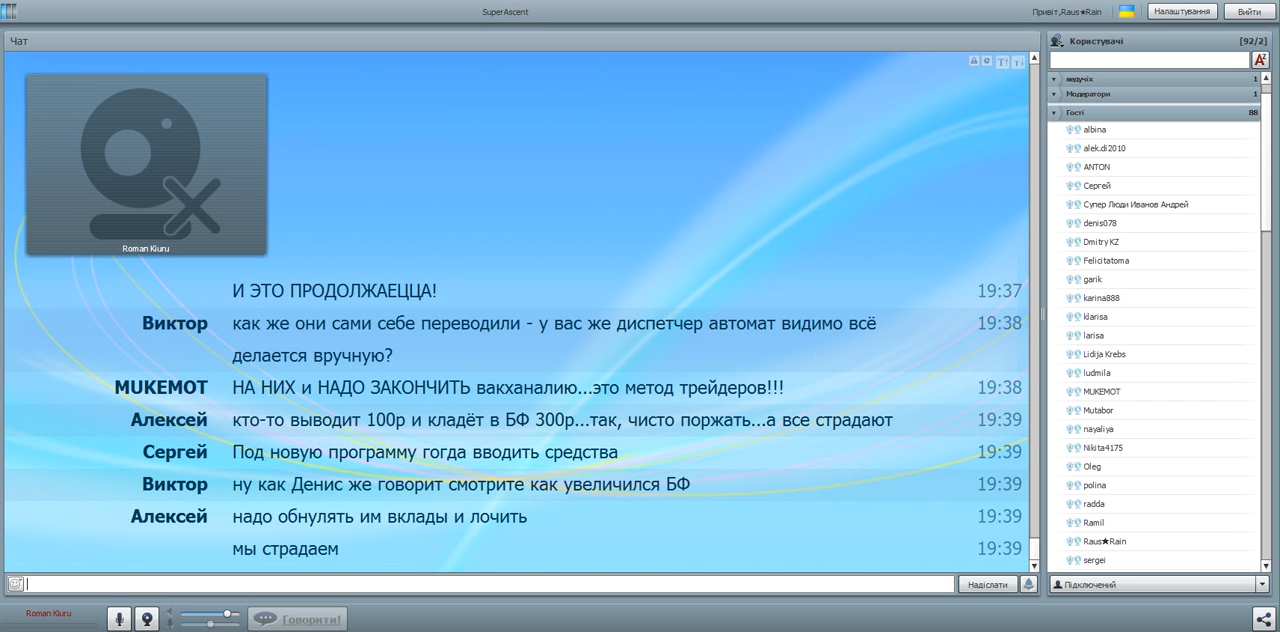 SuperAscent
Привіт,Raus★Rain
Налаштування
Вийти
Чат
T↑
т↓
Roman Kiuru
И ЭТО ПРОДОЛЖАЕЦЦА! 19:37
Виктор как же они сами себе переводили - у вас же диспетчер автомат видимо всё 19:38
делается вручную?
MUKEMOT НА НИХ и НАДО ЗАКОНЧИТЬ вакханалию...это метод трейдеров!!! 19:38
Алексей кто-то выводит 100р и кладёт в БФ 300р...так, чисто поржать...а все страдают 19:39
Сергей Под новую программу гогда вводить средства 19:39
Виктор ну как Денис же говорит смотрите как увеличился БФ 19:39
Алексей надо обнулять им вклады и лочить 19:39
мы страдаем 19:39
Надіслати
Roman Kiuru
Говорити!
Користувачі [92/2]
AZ
ведучіх 1
Модератори 1
Гості 88
albina
alek.di2010
ANTON
Сергей
Супер Люди Иванов Андрей
denis078
Dmitry KZ
Felicitatoma
garik
karina888
klarisa
larisa
Lidija Krebs
ludmila
MUKEMOT
Mutabor
nayaliya
Nikita4175
Oleg
polina
radda
Ramil
Raus★Rain
sergei
Підключений